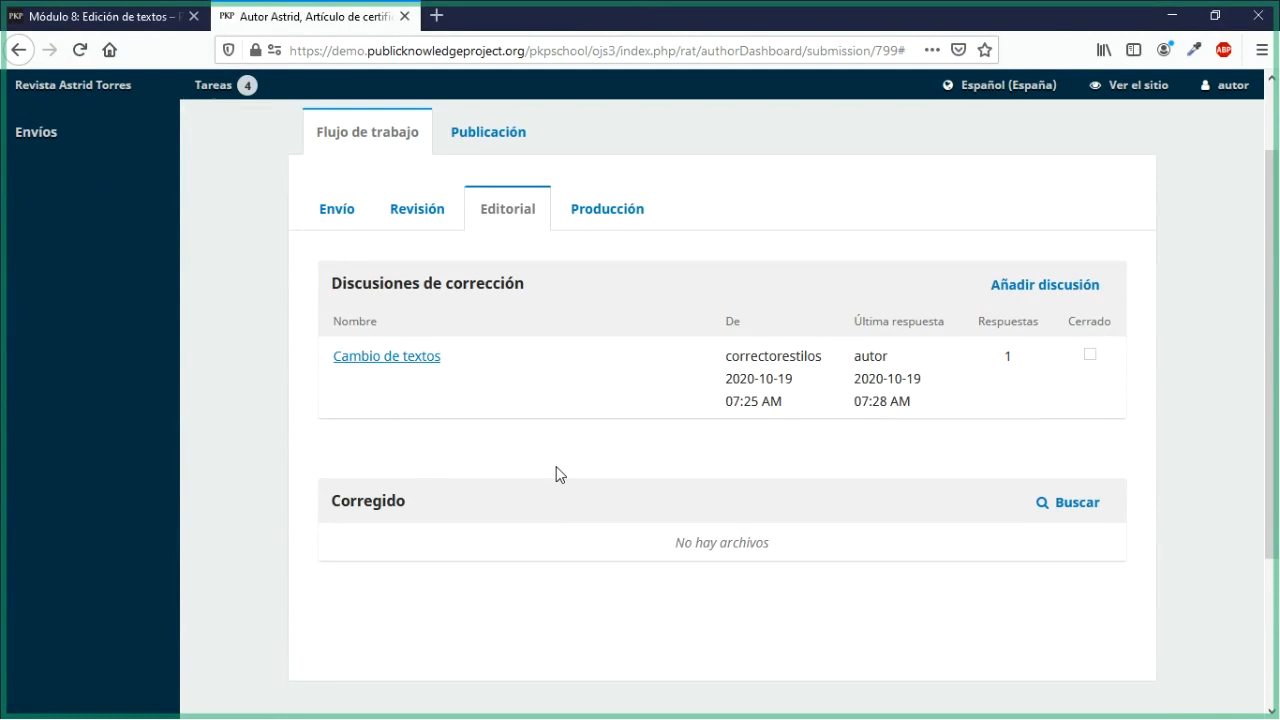 PKP Módulo 8: Edición de textos – P
PKP Autor Astrid, Artículo de certifi
https://demo.publicknowledgeproject.org/pkpschool/ojs3/index.php/rat/authorDashboard/submission/799#
ABP
Revista Astrid Torres
Tareas 4
Español (España)
Ver el sitio
autor
Envíos
Flujo de trabajo
Publicación
Envío
Revisión
Editorial
Producción
Discusiones de corrección
Añadir discusión
Nombre
De
Última respuesta
Respuestas
Cerrado
Cambio de textos
correctorestilos
autor
1
2020-10-19
2020-10-19
07:25 AM
07:28 AM
Corregido
Buscar
No hay archivos